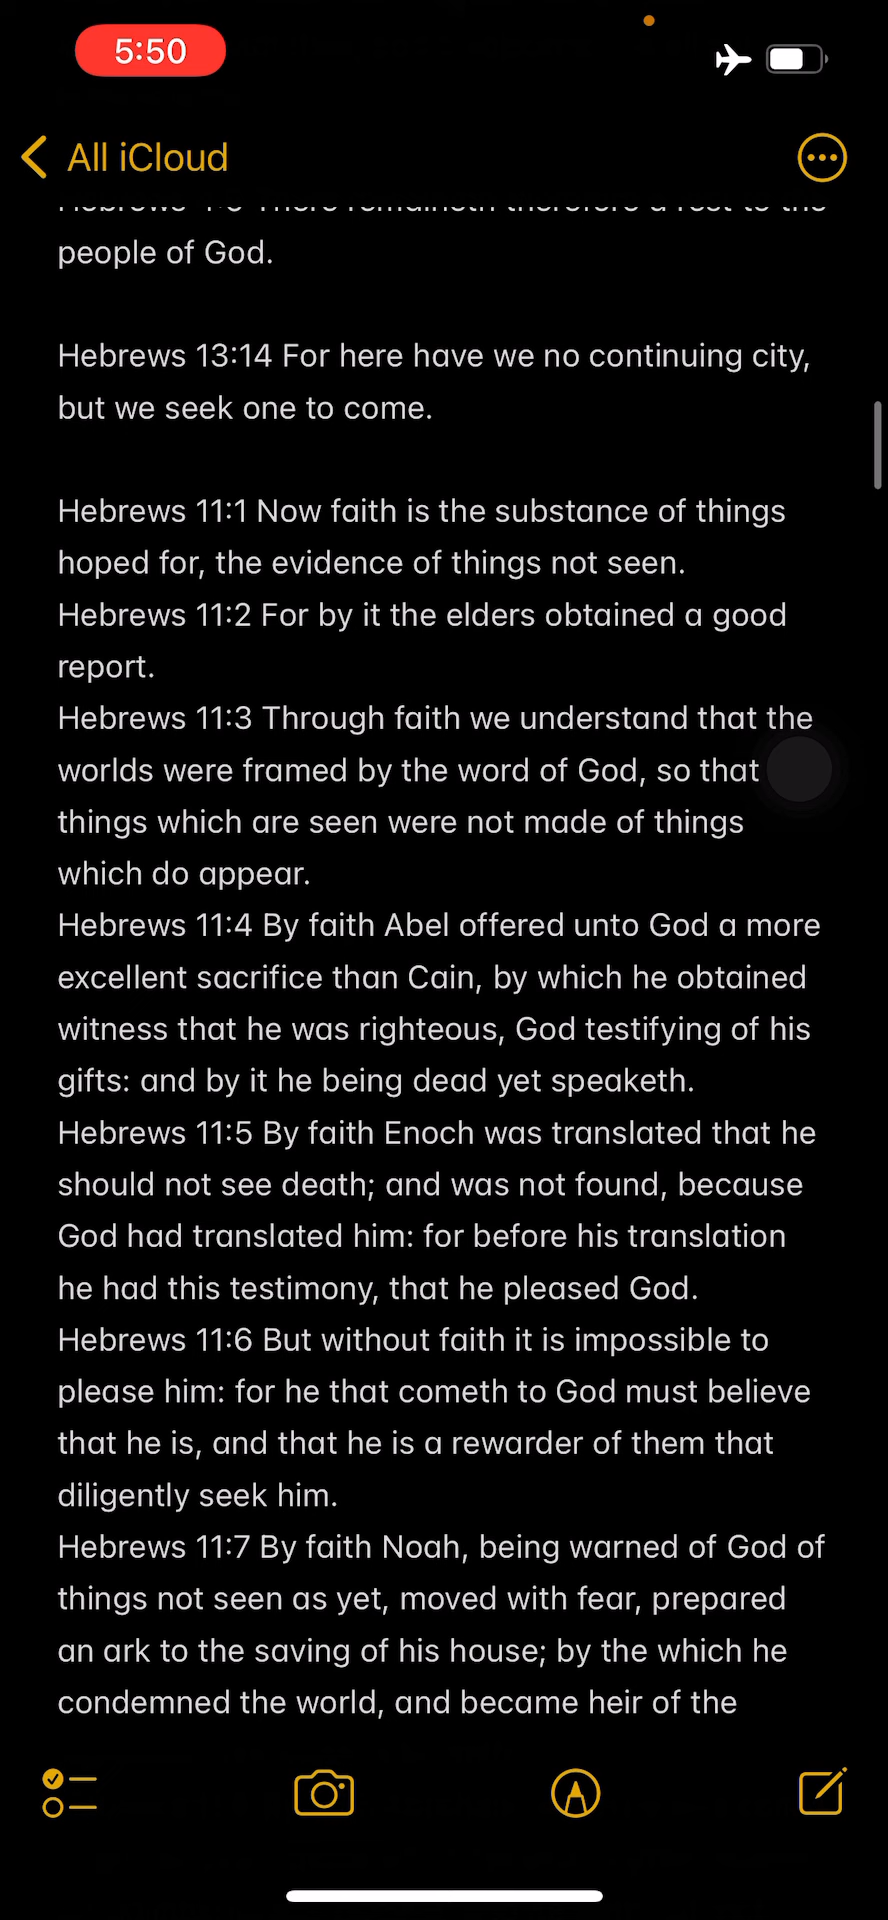 5:50
All iCloud
people of God.
Hebrews 13:14 For here have we no continuing city,
but we seek one to come.
Hebrews 11:1 Now faith is the substance of things
hoped for, the evidence of things not seen.
Hebrews 11:2 For by it the elders obtained a good
report.
Hebrews 11:3 Through faith we understand that the
worlds were framed by the word of God, so that
things which are seen were not made of things
which do appear.
Hebrews 11:4 By faith Abel offered unto God a more
excellent sacrifice than Cain, by which he obtained
witness that he was righteous, God testifying of his
gifts: and by it he being dead yet speaketh.
Hebrews 11:5 By faith Enoch was translated that he
should not see death; and was not found, because
God had translated him: for before his translation
he had this testimony, that he pleased God.
Hebrews 11:6 But without faith it is impossible to
please him: for he that cometh to God must believe
that he is, and that he is a rewarder of them that
diligently seek him.
Hebrews 11:7 By faith Noah, being warned of God of
things not seen as yet, moved with fear, prepared
an ark to the saving of his house; by the which he
condemned the world, and became heir of the